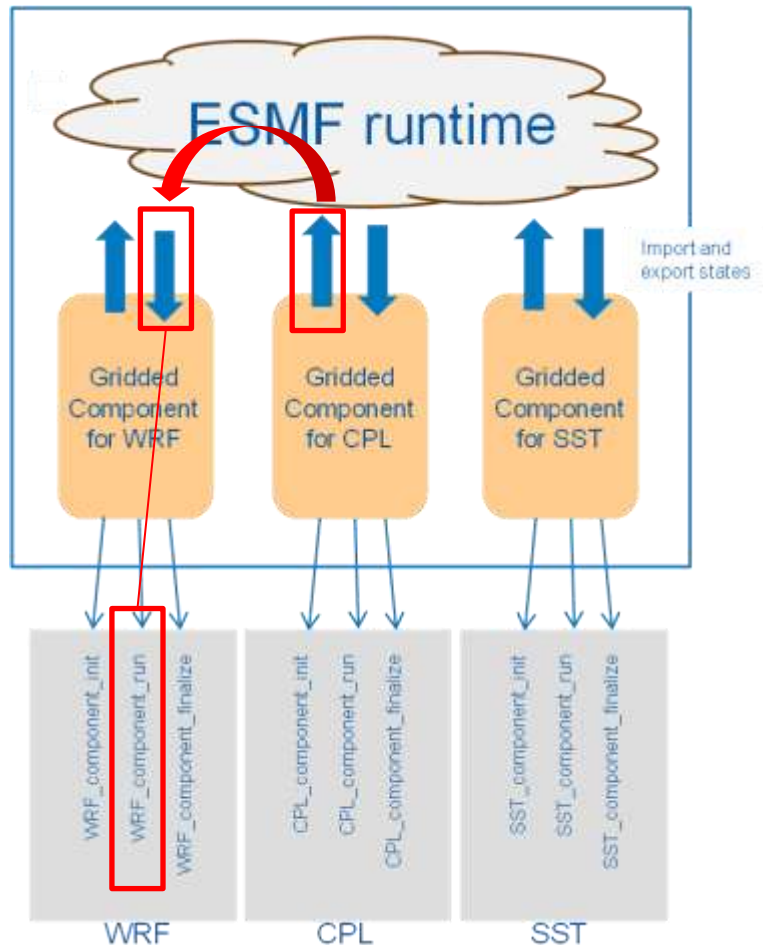 ESMF runtime
Import and
export states
Gridded
Component
for WRF
Gridded
Component
for CPL
Gridded
Component
for SST
WRF_component_init
WRF_component_run
WRF_component_finalize
CPL_component_init
CPL_component_run
CPL_component_finalize
SST_component_init
SST_component_run
SST_component_finalize
WRF
CPL
SST